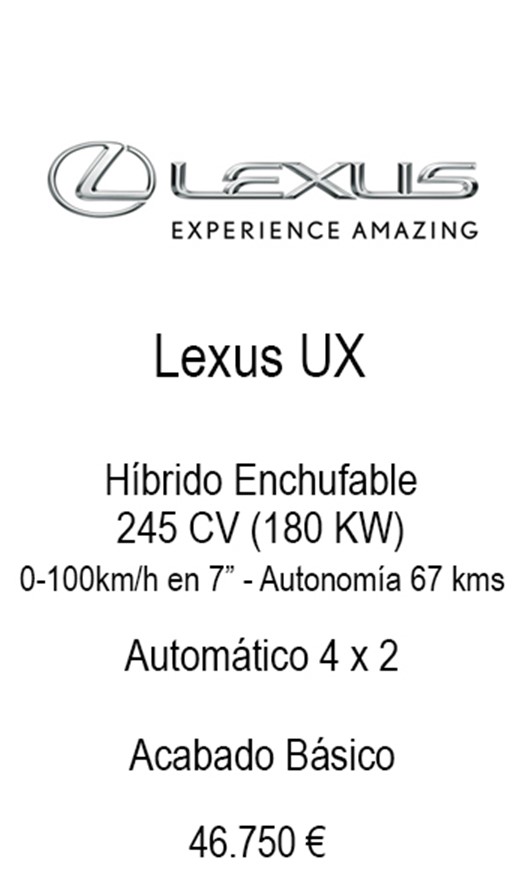 LEXUS
EXPERIENCE AMAZING
Lexus UX
Híbrido Enchufable
245 CV (180 KW)
0-100km/h en 7” - Autonomía 67 kms
Automático 4 x 2
Acabado Básico
46.750 €